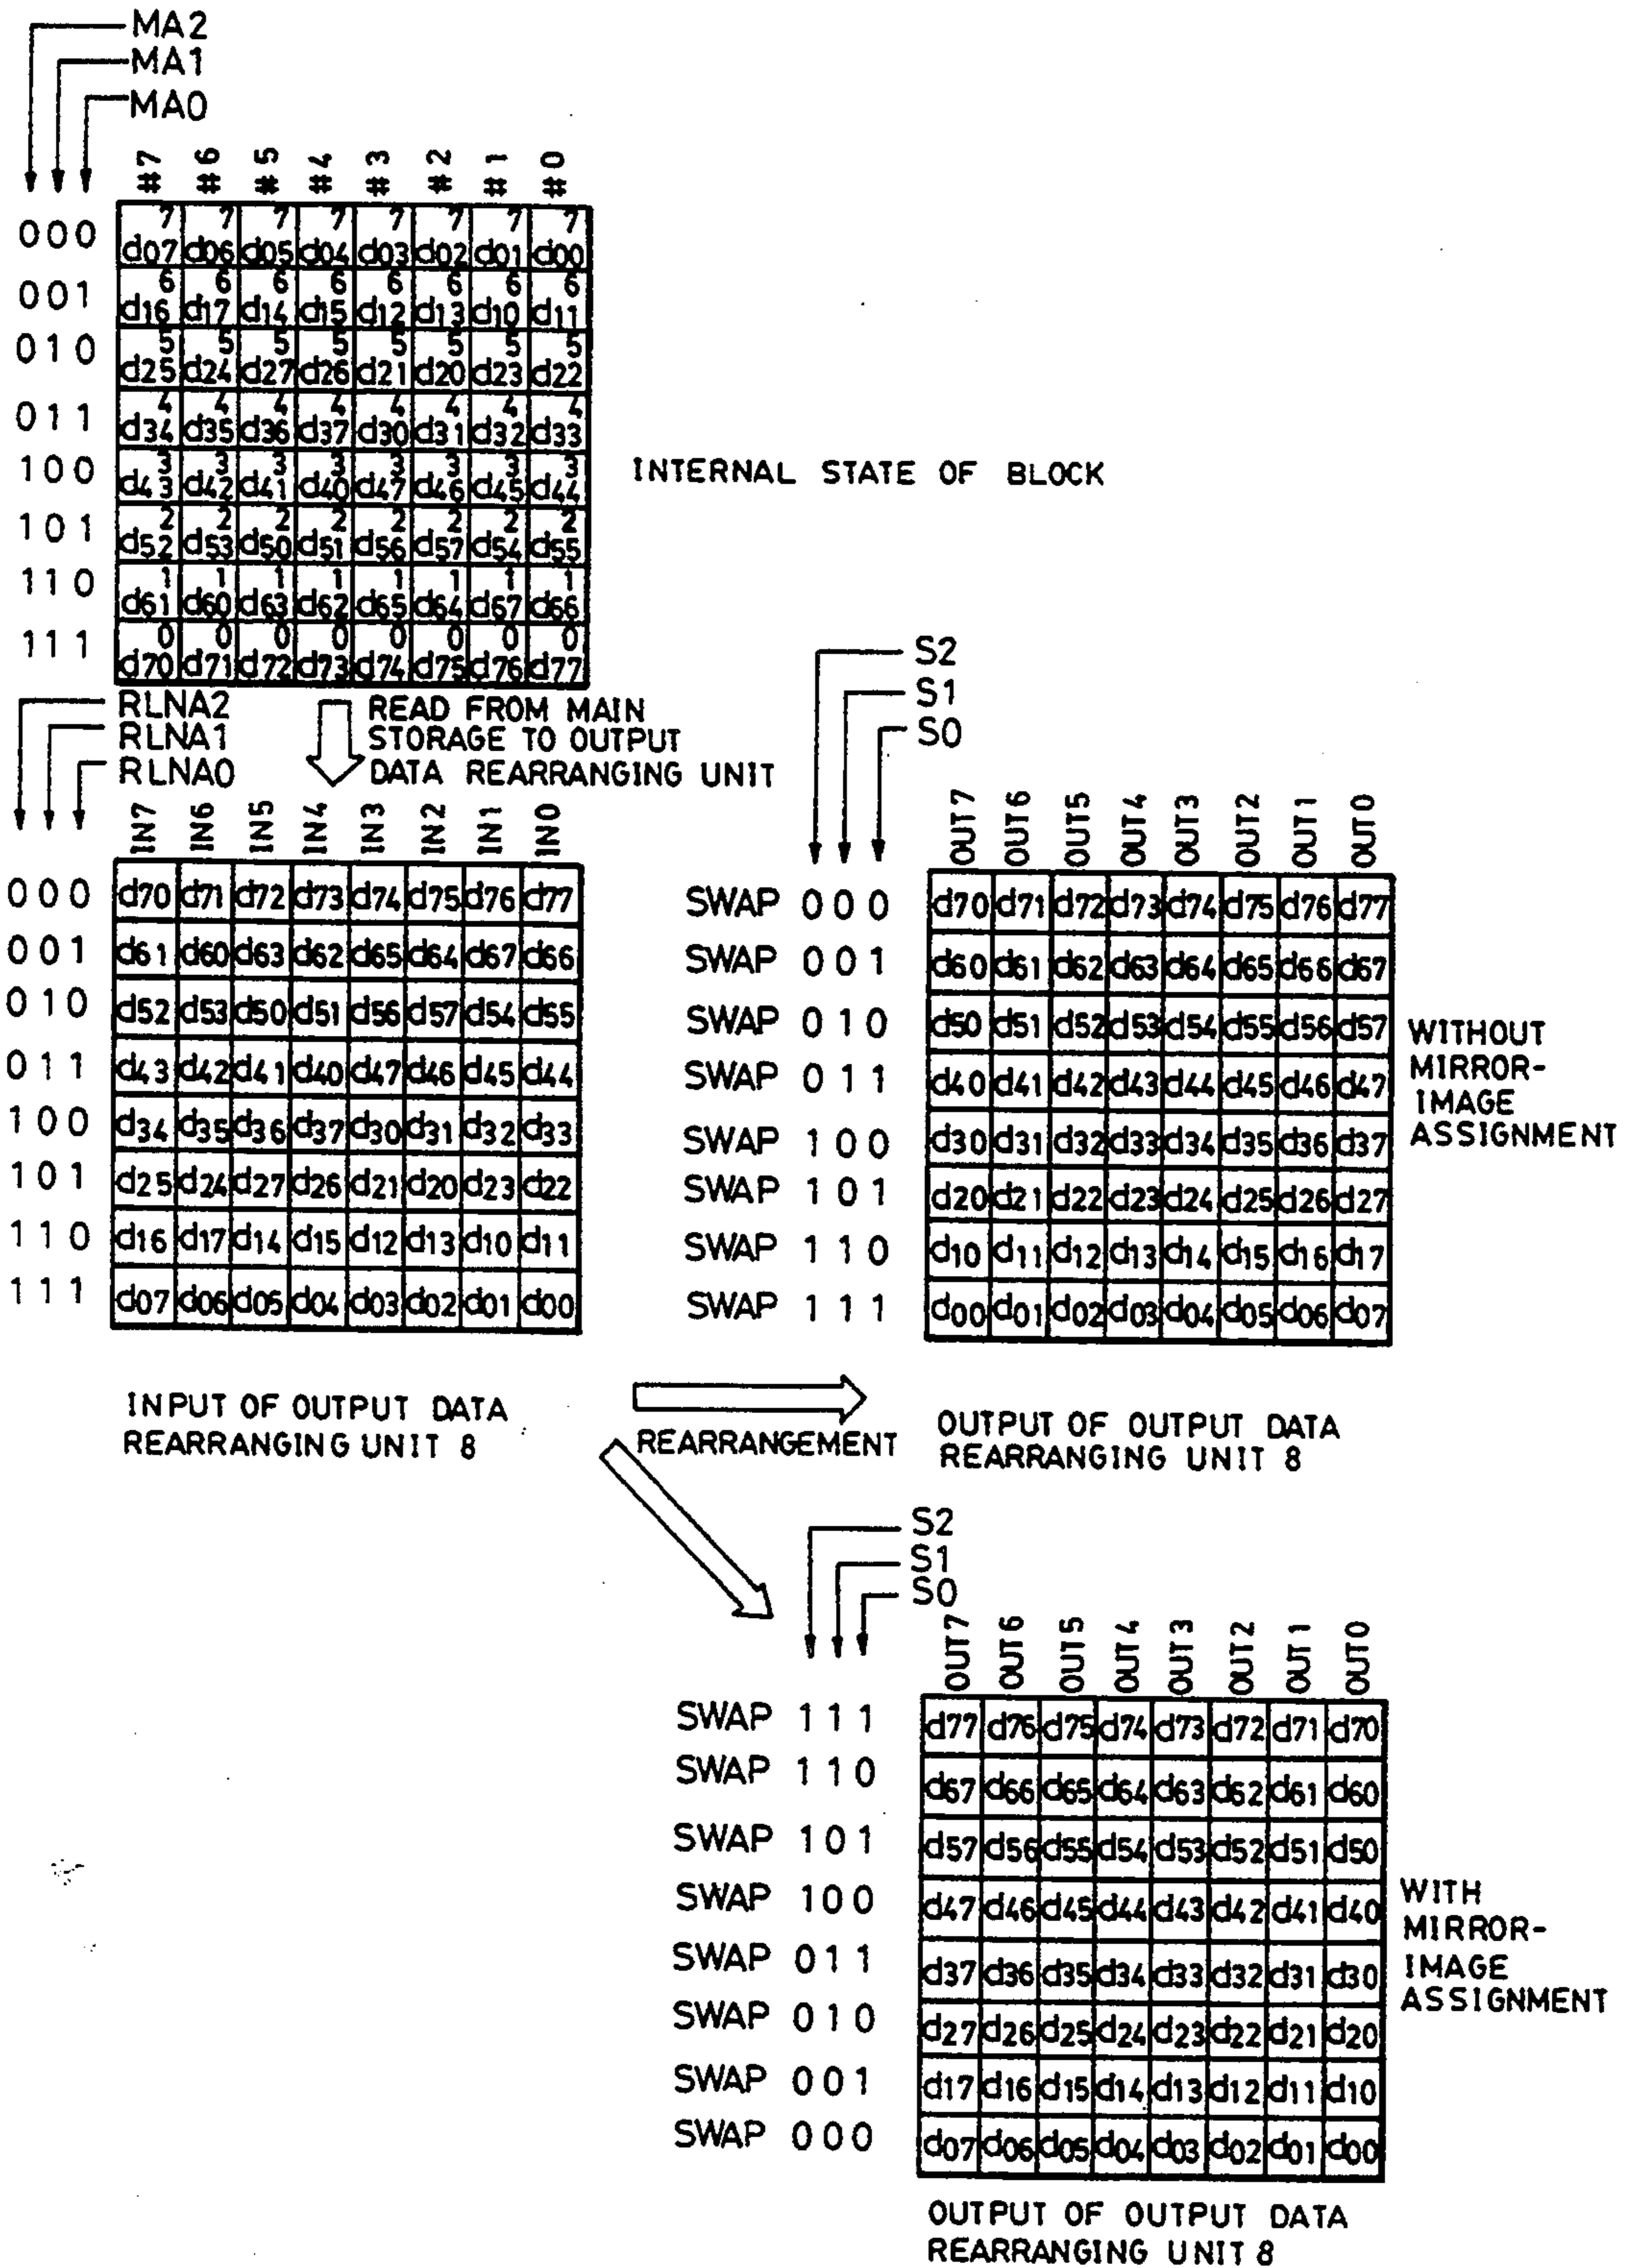 MA2
MA1
MA0
#7 #6 #5 #4 #3 #2 #1 #0
7 7 7 7 7 7 7 7
000 d07 d06 d05 d04 d03 d02 d01 d00
6 6 6 6 6 6 6 6
001 d16 d17 d14 d15 d12 d13 d10 d11
5 5 5 5 5 5 5 5
010 d25 d24 d27 d26 d21 d20 d23 d22
4 4 4 4 4 4 4 4
011 d34 d35 d36 d37 d30 d31 d32 d33
3 3 3 3 3 3 3 3
100 d43 d42 d41 d40 d47 d46 d45 d44
2 2 2 2 2 2 2 2
101 d52 d53 d50 d51 d56 d57 d54 d55
1 1 1 1 1 1 1 1
110 d61 d60 d63 d62 d65 d64 d67 d66
0 0 0 0 0 0 0 0
111 d70 d71 d72 d73 d74 d75 d76 d77
INTERNAL STATE OF BLOCK
RLNA2
RLNA1
RLNA0
READ FROM MAIN
STORAGE TO OUTPUT
DATA REARRANGING UNIT
IN7 IN6 IN5 IN4 IN3 IN2 IN1 IN0
000 d70 d71 d72 d73 d74 d75 d76 d77
001 d61 d60 d63 d62 d65 d64 d67 d66
010 d52 d53 d50 d51 d56 d57 d54 d55
011 d43 d42 d41 d40 d47 d46 d45 d44
100 d34 d35 d36 d37 d30 d31 d32 d33
101 d25 d24 d27 d26 d21 d20 d23 d22
110 d16 d17 d14 d15 d12 d13 d10 d11
111 d07 d06 d05 d04 d03 d02 d01 d00
INPUT OF OUTPUT DATA
REARRANGING UNIT 8
S2
S1
S0
OUT7 OUT6 OUT5 OUT4 OUT3 OUT2 OUT1 OUT0
SWAP 000 d70 d71 d72 d73 d74 d75 d76 d77
SWAP 001 d60 d61 d62 d63 d64 d65 d66 d67
SWAP 010 d50 d51 d52 d53 d54 d55 d56 d57
SWAP 011 d40 d41 d42 d43 d44 d45 d46 d47
SWAP 100 d30 d31 d32 d33 d34 d35 d36 d37
SWAP 101 d20 d21 d22 d23 d24 d25 d26 d27
SWAP 110 d10 d11 d12 d13 d14 d15 d16 d17
SWAP 111 d00 d01 d02 d03 d04 d05 d06 d07
WITHOUT
MIRROR-
IMAGE
ASSIGNMENT
REARRANGEMENT
OUTPUT OF OUTPUT DATA
REARRANGING UNIT 8
S2
S1
S0
OUT7 OUT6 OUT5 OUT4 OUT3 OUT2 OUT1 OUT0
SWAP 111 d77 d76 d75 d74 d73 d72 d71 d70
SWAP 110 d67 d66 d65 d64 d63 d62 d61 d60
SWAP 101 d57 d56 d55 d54 d53 d52 d51 d50
SWAP 100 d47 d46 d45 d44 d43 d42 d41 d40
SWAP 011 d37 d36 d35 d34 d33 d32 d31 d30
SWAP 010 d27 d26 d25 d24 d23 d22 d21 d20
SWAP 001 d17 d16 d15 d14 d13 d12 d11 d10
SWAP 000 d07 d06 d05 d04 d03 d02 d01 d00
WITH
MIRROR-
IMAGE
ASSIGNMENT
OUTPUT OF OUTPUT DATA
REARRANGING UNIT 8